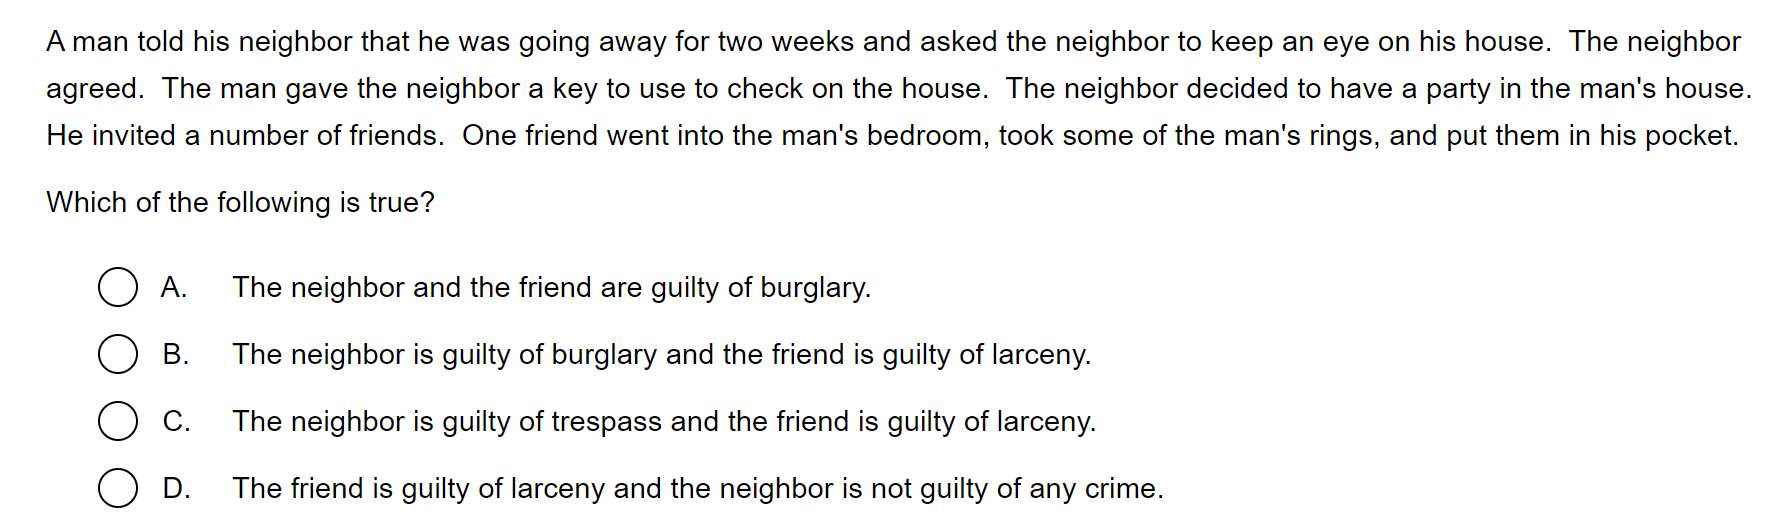 A man told his neighbor that he was going away for two weeks and asked the neighbor to keep an eye on his house.  The neighbor
agreed.  The man gave the neighbor a key to use to check on the house.  The neighbor decided to have a party in the man's house.
He invited a number of friends.  One friend went into the man's bedroom, took some of the man's rings, and put them in his pocket.
Which of the following is true?
A. The neighbor and the friend are guilty of burglary.
B. The neighbor is guilty of burglary and the friend is guilty of larceny.
C. The neighbor is guilty of trespass and the friend is guilty of larceny.
D. The friend is guilty of larceny and the neighbor is not guilty of any crime.